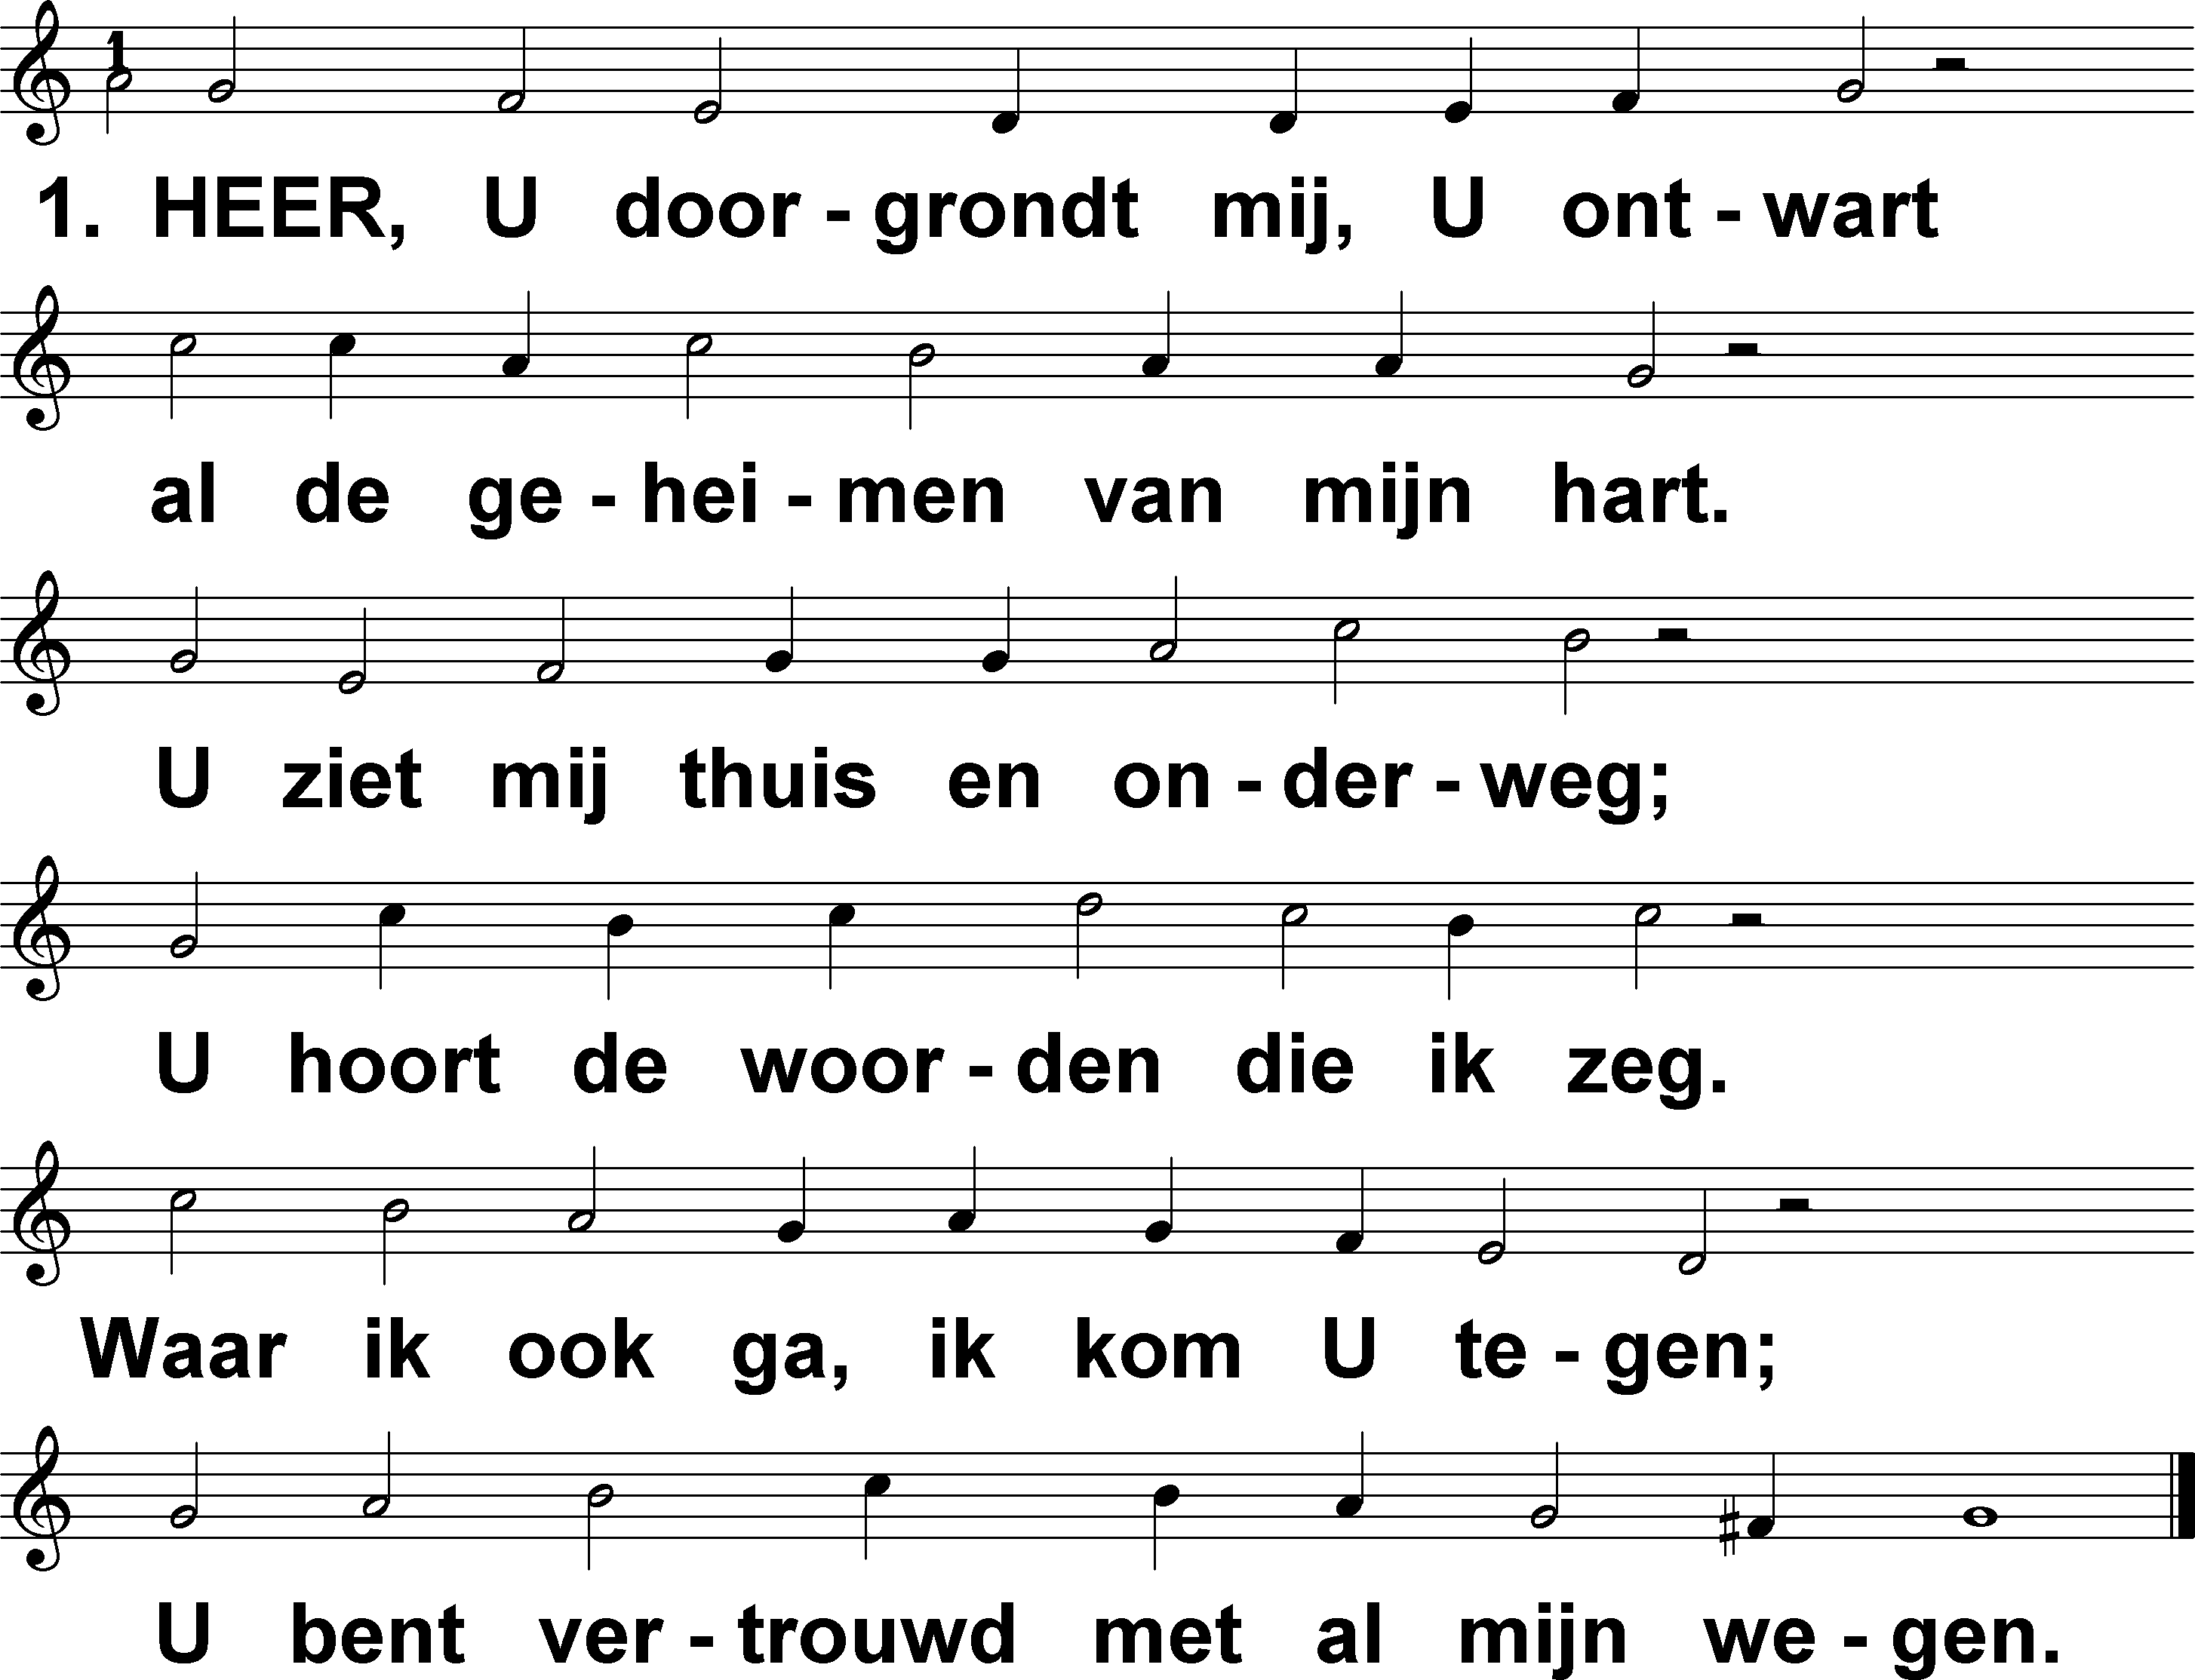 1
1. HEER, U door - grondt mij, U ont - wart
al de ge - hei - men van mijn hart.
U ziet mij thuis en on - der - weg;
U hoort de woor - den die ik zeg.
Waar ik ook ga, ik kom U te - gen;
U bent ver - trouwd met al mijn we - gen.